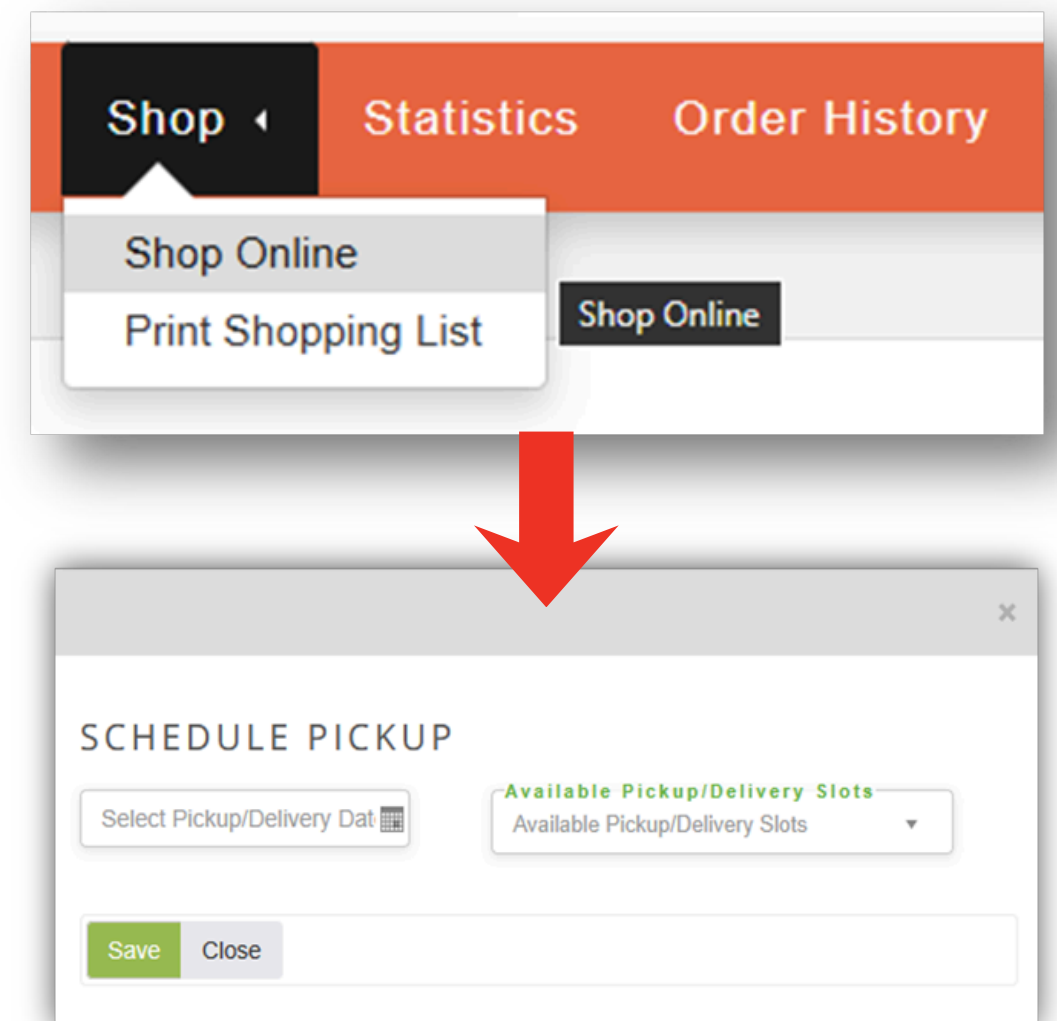 Shop Statistics Order History
Shop Online
Print Shopping List
Shop Online
×
SCHEDULE PICKUP
Available Pickup/Delivery Slots
Select Pickup/Delivery Dat Available Pickup/Delivery Slots
Save Close